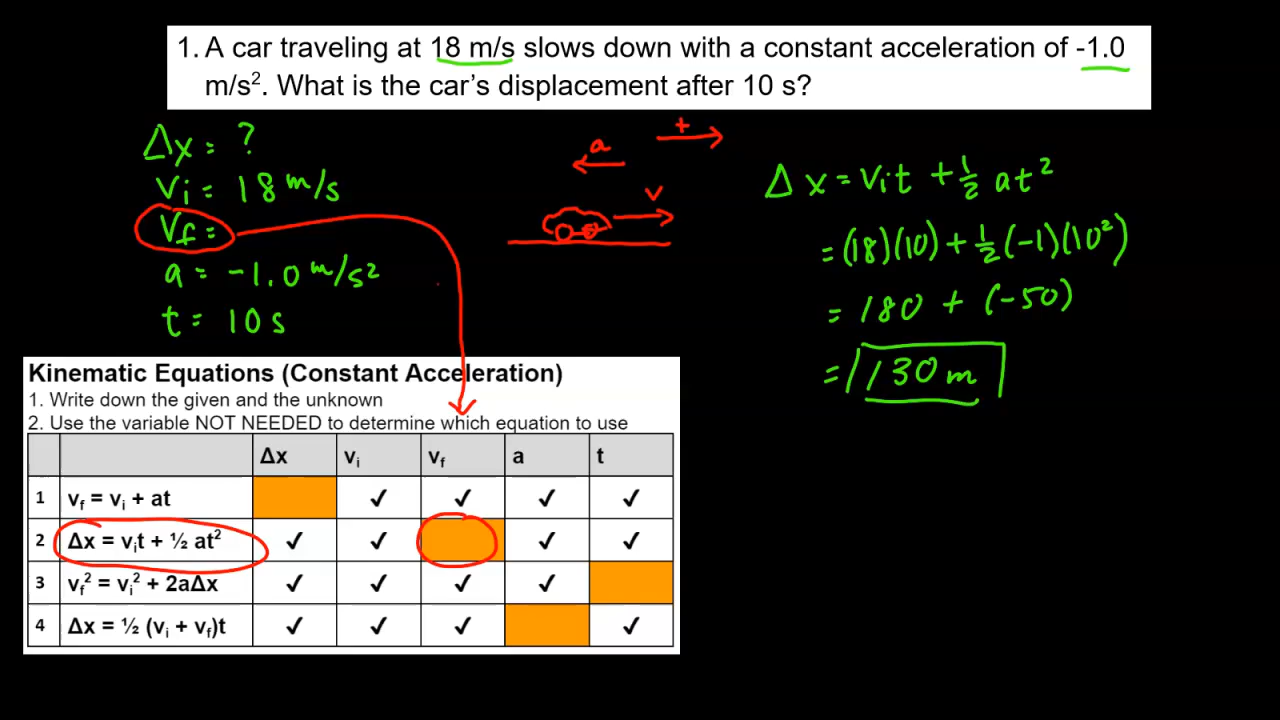 1. A car traveling at 18 m/s slows down with a constant acceleration of -1.0
m/s². What is the car's displacement after 10 s?
Δx = ?
vi = 18 m/s
Vf =
a = -1.0 m/s²
t = 10 s
a
+
v
Δx = vit + ½ at²
= (18)(10) + ½(-1)(10²)
= 180 + (-50)
= 130 m
Kinematic Equations (Constant Acceleration)
1. Write down the given and the unknown
2. Use the variable NOT NEEDED to determine which equation to use
Δx vi vf a t
1 vf = vi + at ✓ ✓ ✓ ✓
2 Δx = vit + ½ at² ✓ ✓ ✓ ✓
3 vf² = vi² + 2aΔx ✓ ✓ ✓ ✓
4 Δx = ½ (vi + vf)t ✓ ✓ ✓ ✓